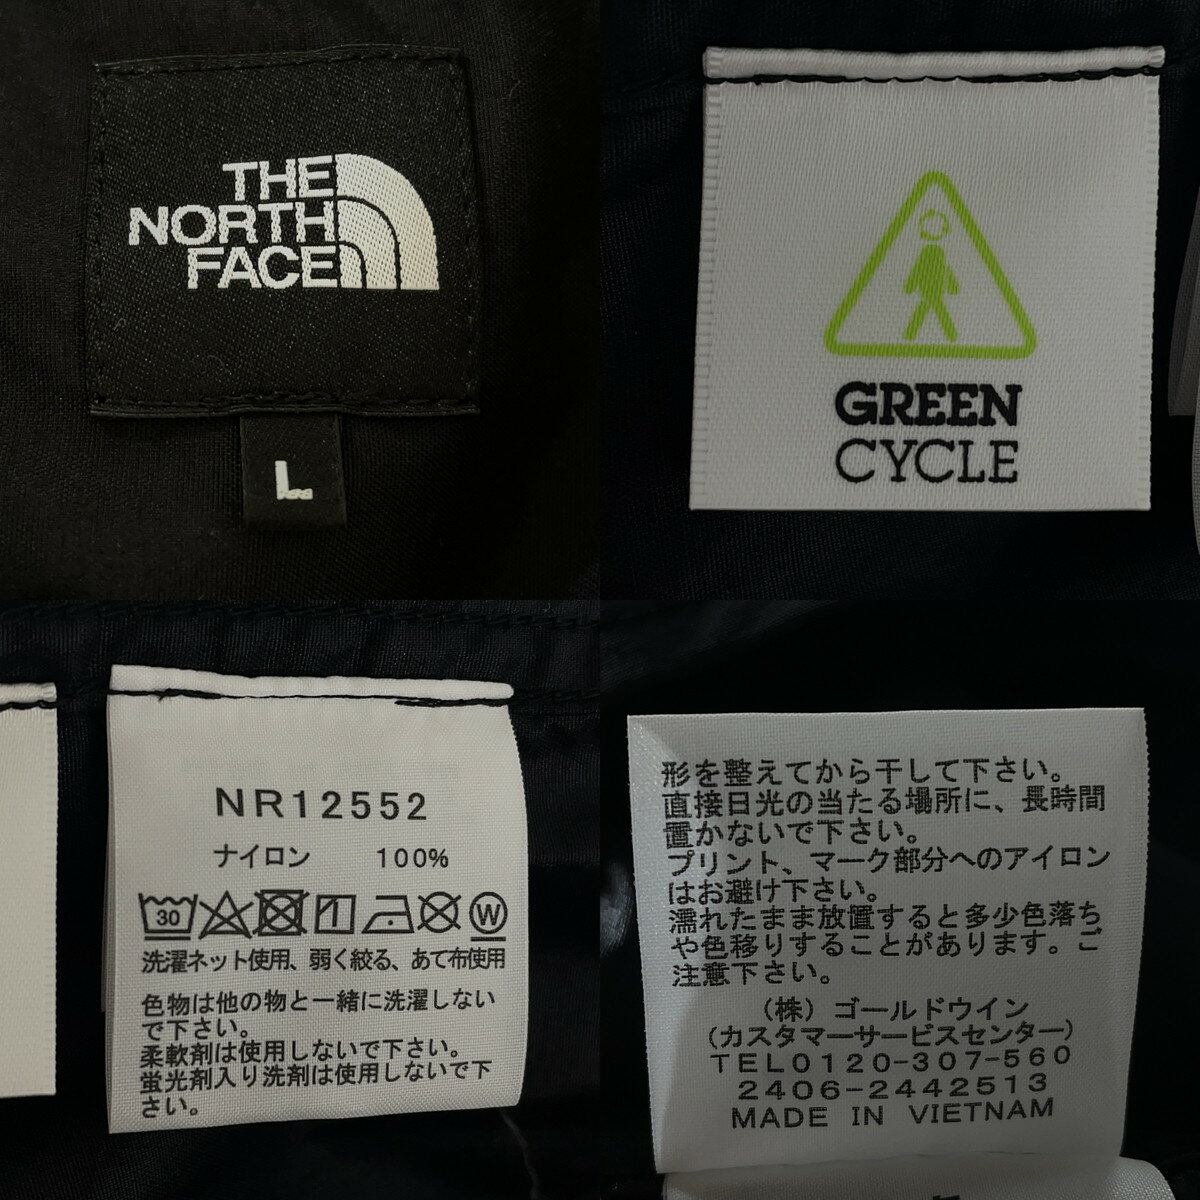 THE
NORTH
FACE
L
GREEN
CYCLE
NR12552
ナイロン 100%
30 W
洗濯ネット使用、弱く絞る、あて布使用
色物は他の物と一緒に洗濯しない
で下さい。
柔軟剤は使用しないで下さい。
蛍光剤入り洗剤は使用しないで下
さい。
形を整えてから干して下さい。
直接日光の当たる場所に、長時間
置かないで下さい。
プリント、マーク部分へのアイロン
はお避け下さい。
濡れたまま放置すると多少色落ち
や色移りすることがあります。ご
注意下さい。
(株)ゴールドウイン
(カスタマーサービスセンター)
TEL0120-307-560
2406-2442513
MADE IN VIETNAM